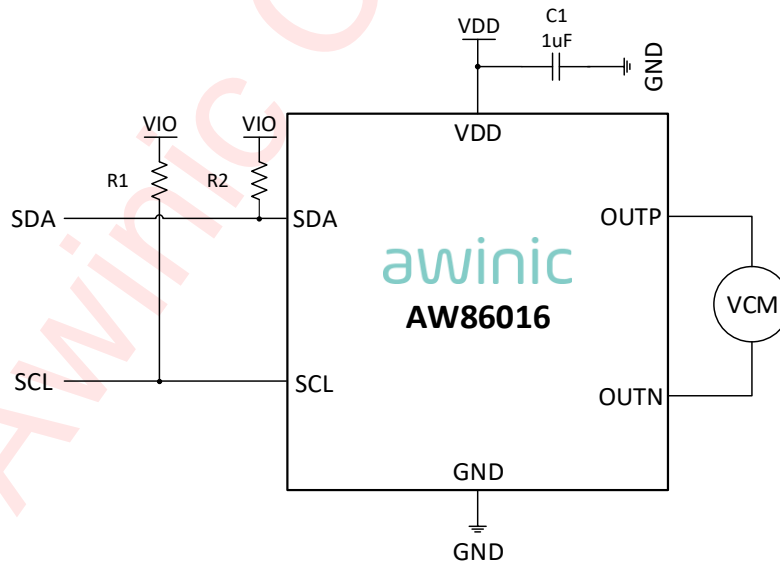 VDD
C1
1uF
GND
VIO
VIO
VDD
R1
R2
SDA
SDA
OUTP
awinic
AW86016
VCM
SCL
SCL
OUTN
GND
GND
Awinic C